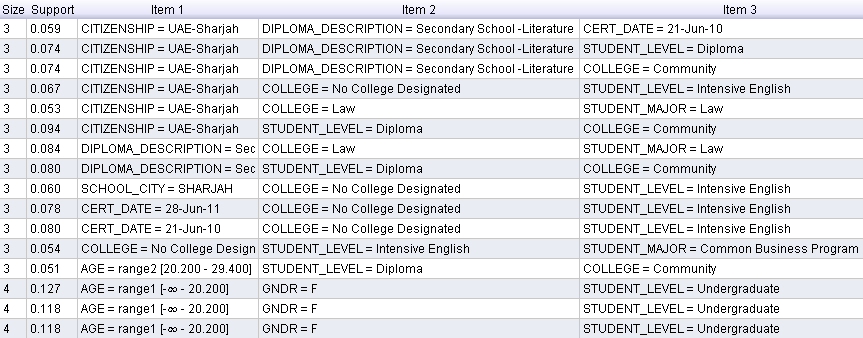 Size Support Item 1 Item 2 Item 3
3 0.059 CITIZENSHIP = UAE-Sharjah DIPLOMA_DESCRIPTION = Secondary School -Literature CERT_DATE = 21-Jun-10
3 0.074 CITIZENSHIP = UAE-Sharjah DIPLOMA_DESCRIPTION = Secondary School -Literature STUDENT_LEVEL = Diploma
3 0.074 CITIZENSHIP = UAE-Sharjah DIPLOMA_DESCRIPTION = Secondary School -Literature COLLEGE = Community
3 0.067 CITIZENSHIP = UAE-Sharjah COLLEGE = No College Designated STUDENT_LEVEL = Intensive English
3 0.053 CITIZENSHIP = UAE-Sharjah COLLEGE = Law STUDENT_MAJOR = Law
3 0.094 CITIZENSHIP = UAE-Sharjah STUDENT_LEVEL = Diploma COLLEGE = Community
3 0.084 DIPLOMA_DESCRIPTION = Sec COLLEGE = Law STUDENT_MAJOR = Law
3 0.080 DIPLOMA_DESCRIPTION = Sec STUDENT_LEVEL = Diploma COLLEGE = Community
3 0.060 SCHOOL_CITY = SHARJAH COLLEGE = No College Designated STUDENT_LEVEL = Intensive English
3 0.078 CERT_DATE = 28-Jun-11 COLLEGE = No College Designated STUDENT_LEVEL = Intensive English
3 0.080 CERT_DATE = 21-Jun-10 COLLEGE = No College Designated STUDENT_LEVEL = Intensive English
3 0.054 COLLEGE = No College Design STUDENT_LEVEL = Intensive English STUDENT_MAJOR = Common Business Program
3 0.051 AGE = range2 [20.200 - 29.400] STUDENT_LEVEL = Diploma COLLEGE = Community
4 0.127 AGE = range1 [-∞ - 20.200] GNDR = F STUDENT_LEVEL = Undergraduate
4 0.118 AGE = range1 [-∞ - 20.200] GNDR = F STUDENT_LEVEL = Undergraduate
4 0.118 AGE = range1 [-∞ - 20.200] GNDR = F STUDENT_LEVEL = Undergraduate